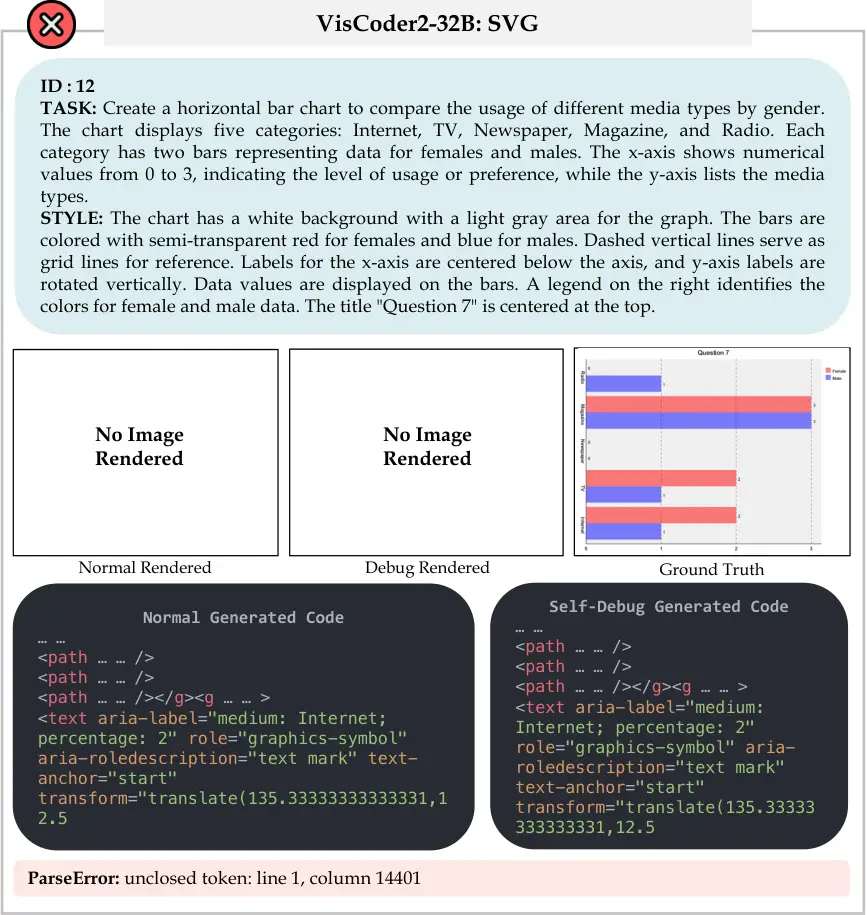 VisCoder2-32B: SVG
ID : 12
TASK: Create a horizontal bar chart to compare the usage of different media types by gender.
The chart displays five categories: Internet, TV, Newspaper, Magazine, and Radio. Each
category has two bars representing data for females and males. The x-axis shows numerical
values from 0 to 3, indicating the level of usage or preference, while the y-axis lists the media
types.
STYLE: The chart has a white background with a light gray area for the graph. The bars are
colored with semi-transparent red for females and blue for males. Dashed vertical lines serve as
grid lines for reference. Labels for the x-axis are centered below the axis, and y-axis labels are
rotated vertically. Data values are displayed on the bars. A legend on the right identifies the
colors for female and male data. The title "Question 7" is centered at the top.
No Image
Rendered
Normal Rendered
No Image
Rendered
Debug Rendered
Question 7
Female
Male
Radio
0
1
Magazine
3
3
Newspaper
0
0
TV
2
1
Internet
2
1
0 1 2 3
Ground Truth
Normal Generated Code
… …
<path … … />
<path … … />
<path … … /></g><g … … >
<text aria-label="medium: Internet;
percentage: 2" role="graphics-symbol"
aria-roledescription="text mark" text-
anchor="start"
transform="translate(135.33333333333331,1
2.5
Self-Debug Generated Code
… …
<path … … />
<path … … />
<path … … /></g><g … … >
<text aria-label="medium:
Internet; percentage: 2"
role="graphics-symbol" aria-
roledescription="text mark"
text-anchor="start"
transform="translate(135.33333
333333331,12.5
ParseError: unclosed token: line 1, column 14401